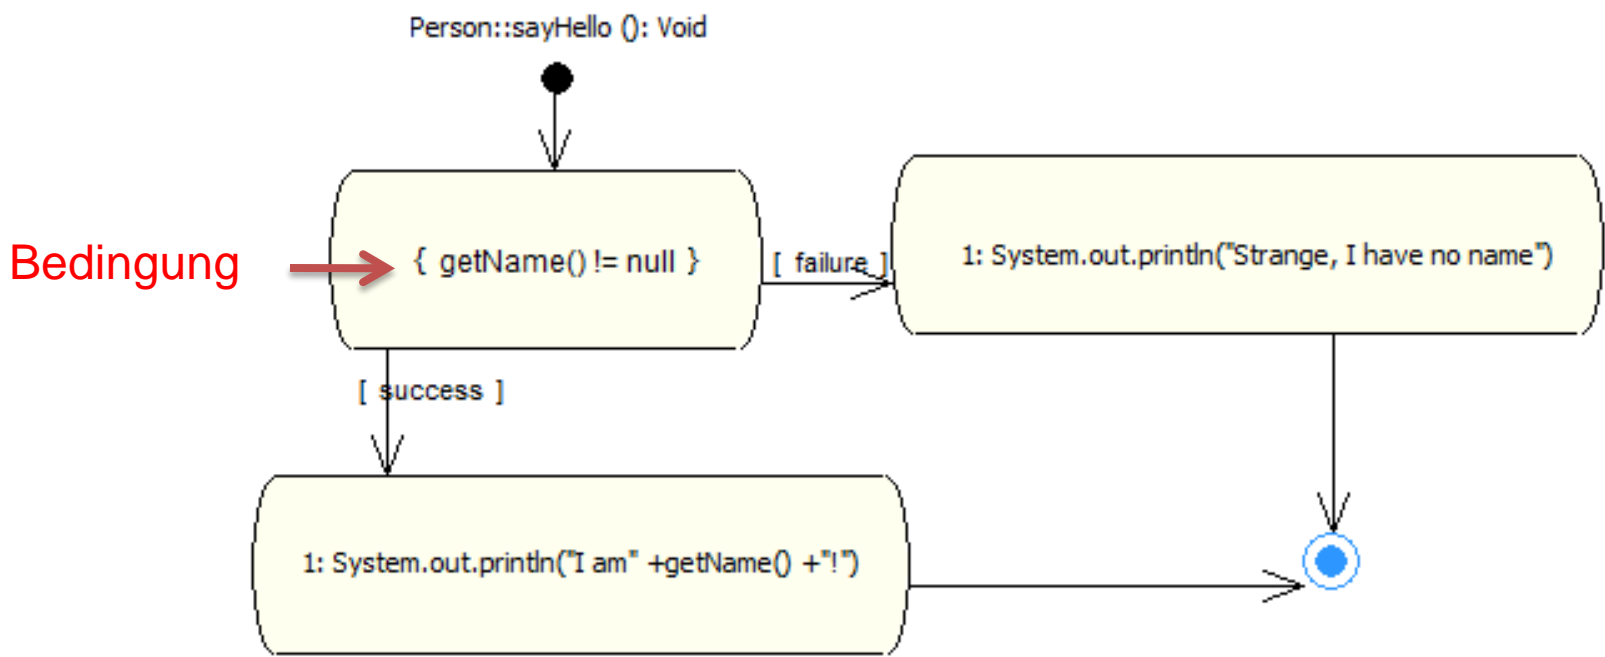 Person::sayHello (): Void
Bedingung
{ getName() != null }
[ failure ]
1: System.out.println("Strange, I have no name")
[ success ]
1: System.out.println("I am" +getName() +"!")